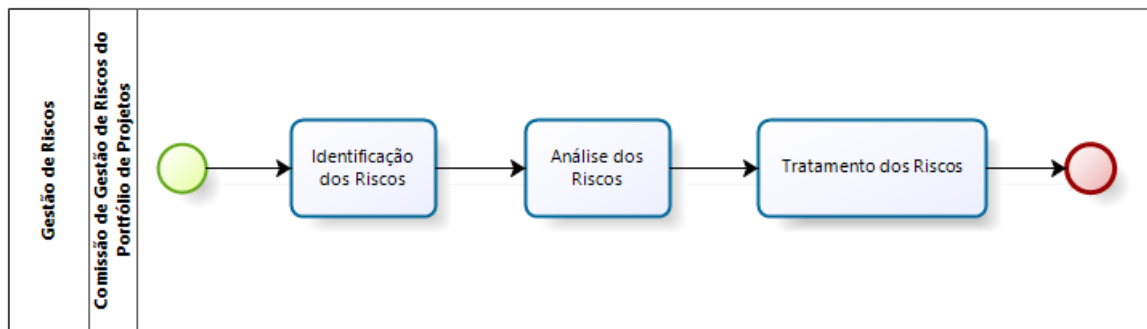 Gestão de Riscos
Comissão de Gestão de Riscos do
Portfólio de Projetos
Identificação
dos Riscos
Análise dos
Riscos
Tratamento dos Riscos